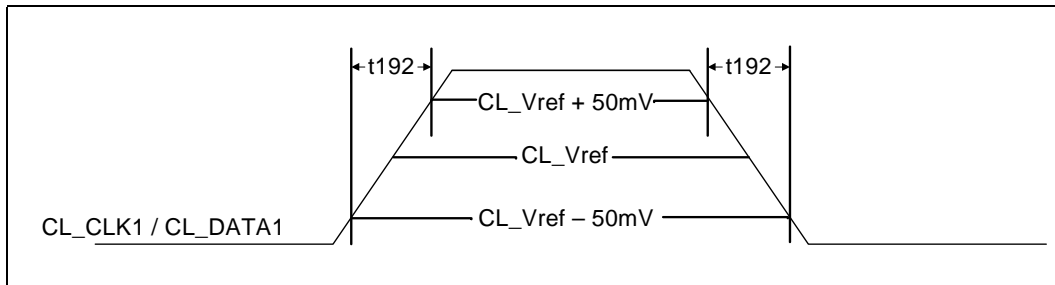 t192
t192
CL_Vref + 50mV
CL_Vref
CL_Vref – 50mV
CL_CLK1 / CL_DATA1